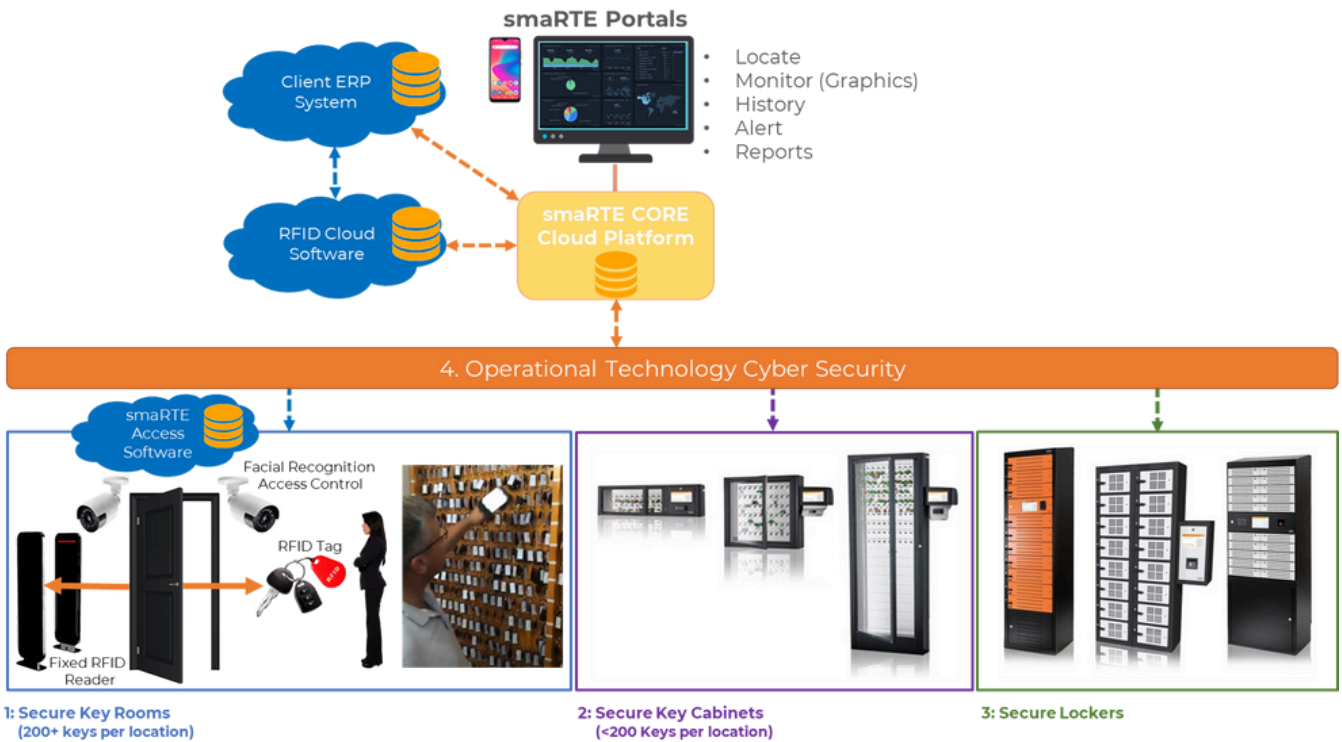 smaRTE Portals
Client ERP
System
• Locate
• Monitor (Graphics)
• History
• Alert
• Reports
RFID Cloud
Software
smaRTE CORE
Cloud Platform
4. Operational Technology Cyber Security
smaRTE
Access
Software
Facial Recognition
Access Control
RFID Tag
RFID
Fixed RFID
Reader
1: Secure Key Rooms
(200+ keys per location)
2: Secure Key Cabinets
(<200 Keys per location)
3: Secure Lockers